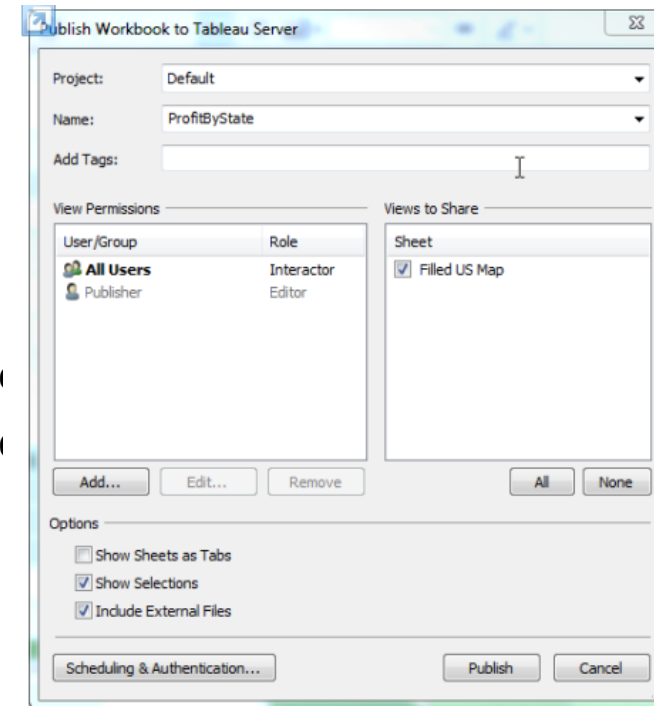 Publish Workbook to Tableau Server
Project: Default
Name: ProfitByState
Add Tags:
View Permissions
User/Group Role
All Users Interactor
Publisher Editor
Views to Share
Sheet
Filled US Map
Add... Edit... Remove
All None
Options
Show Sheets as Tabs
Show Selections
Include External Files
Scheduling & Authentication... Publish Cancel